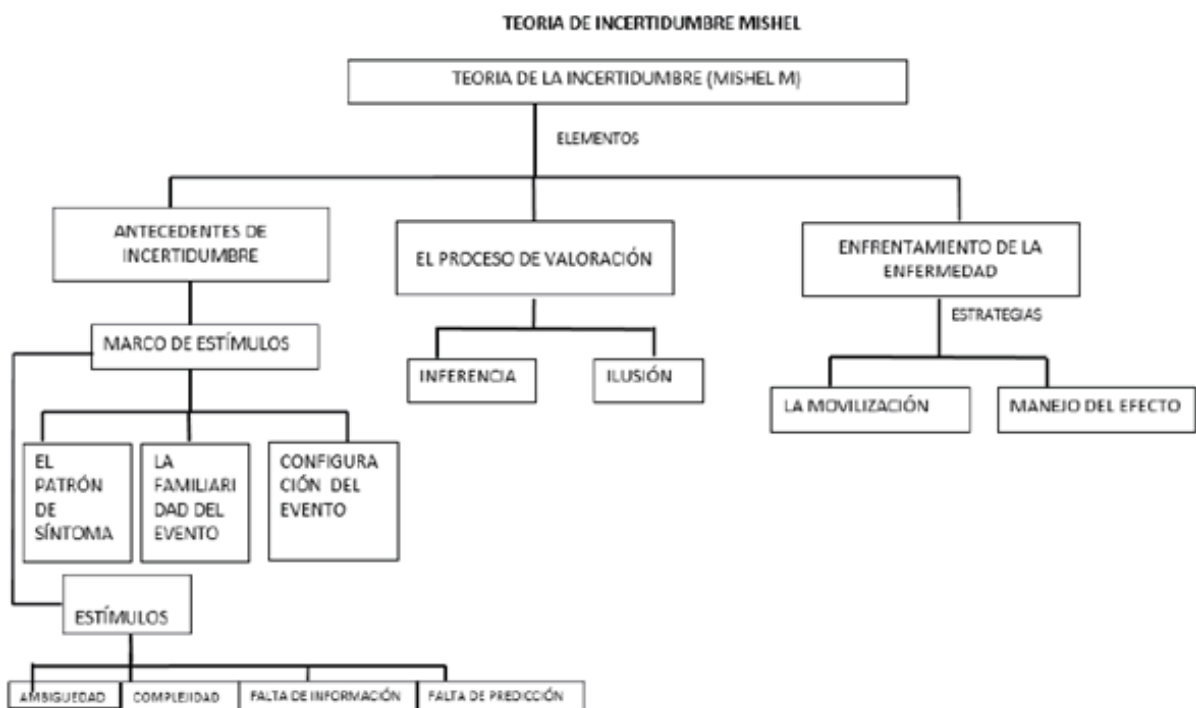 TEORIA DE INCERTIDUMBRE MISHEL
TEORIA DE LA INCERTIDUMBRE (MISHEL M)
ELEMENTOS
ANTECEDENTES DE
INCERTIDUMBRE
EL PROCESO DE VALORACIÓN
ENFRENTAMIENTO DE LA
ENFERMEDAD
ESTRATEGIAS
MARCO DE ESTÍMULOS
INFERENCIA
ILUSIÓN
LA MOVILIZACIÓN
MANEJO DEL EFECTO
EL
PATRÓN
DE
SÍNTOMA
LA
FAMILIARI
DAD DEL
EVENTO
CONFIGURA
CIÓN DEL
EVENTO
ESTÍMULOS
AMBIGUEDAD
COMPLEJIDAD
FALTA DE INFORMACIÓN
FALTA DE PREDICCIÓN